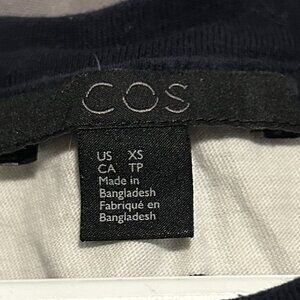 COS
US XS
CA TP
Made in
Bangladesh
Fabriqué en
Bangladesh